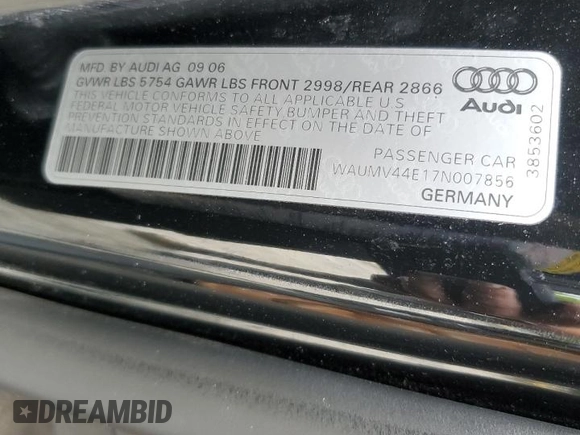 MFD. BY AUDI AG 09 06
GVWR LBS 5754 GAWR LBS FRONT 2998/REAR 2866
THIS VEHICLE CONFORMS TO ALL APPLICABLE U S
FEDERAL MOTOR VEHICLE SAFETY BUMPER AND THEFT
PREVENTION STANDARDS IN EFFECT ON THE DATE OF
MANUFACTURE SHOWN ABOVE
Audi
3853602
PASSENGER CAR
WAUMV44E17N007856
GERMANY
DREAMBID